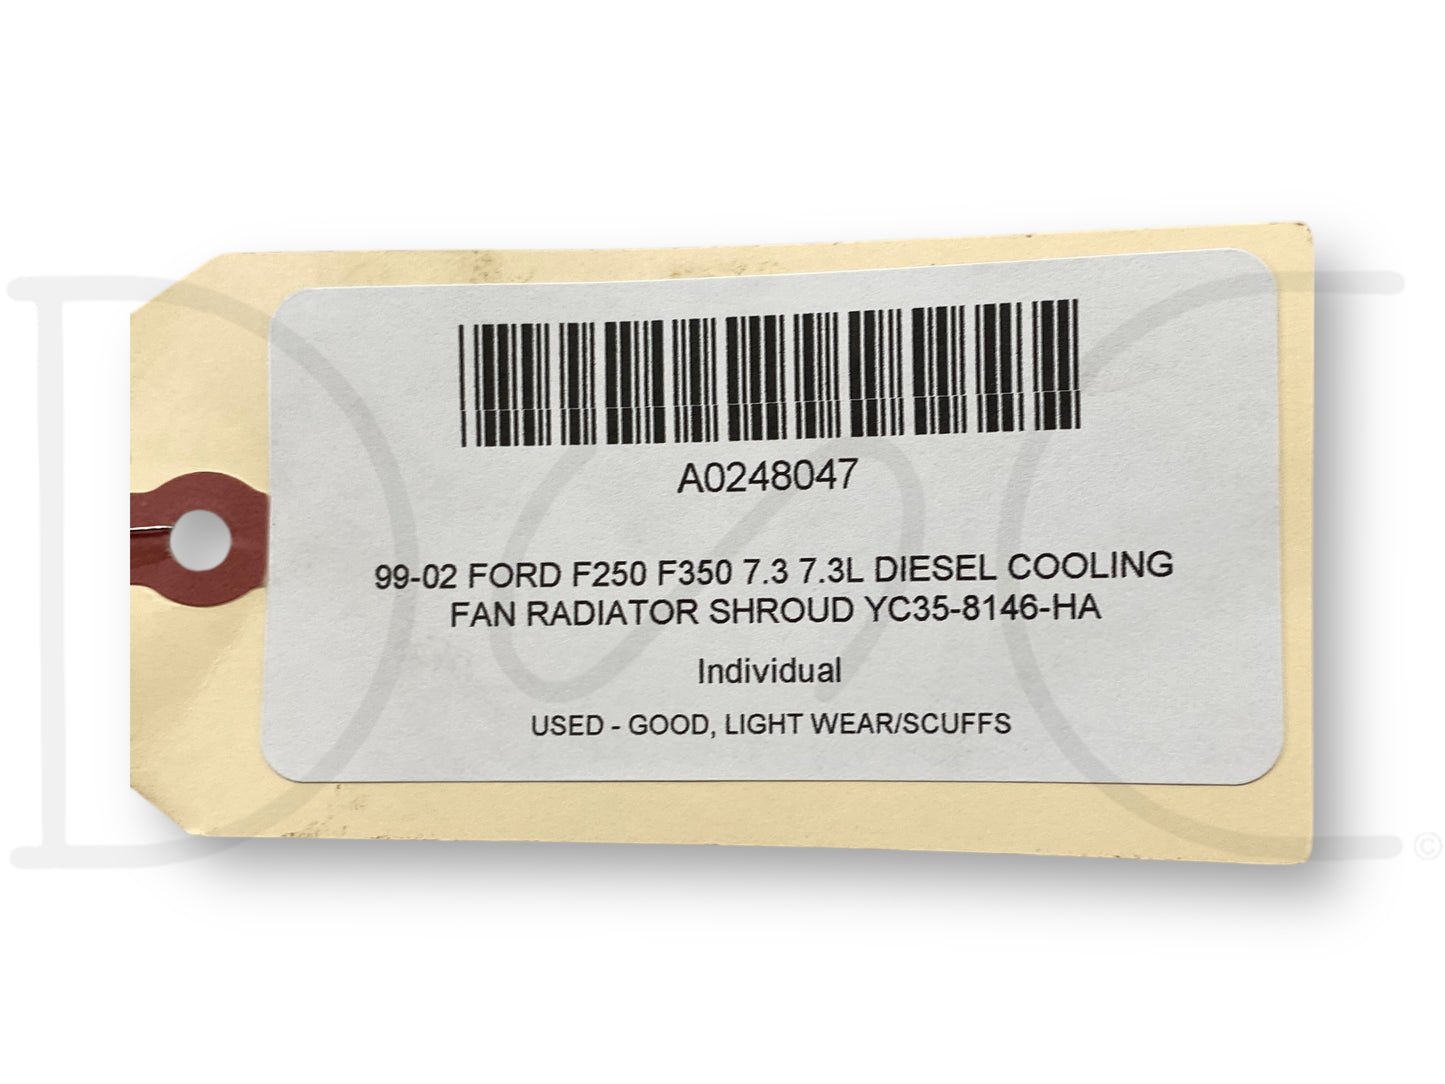 A0248047
99-02 FORD F250 F350 7.3 7.3L DIESEL COOLING
FAN RADIATOR SHROUD YC35-8146-HA
Individual
USED - GOOD, LIGHT WEAR/SCUFFS
©